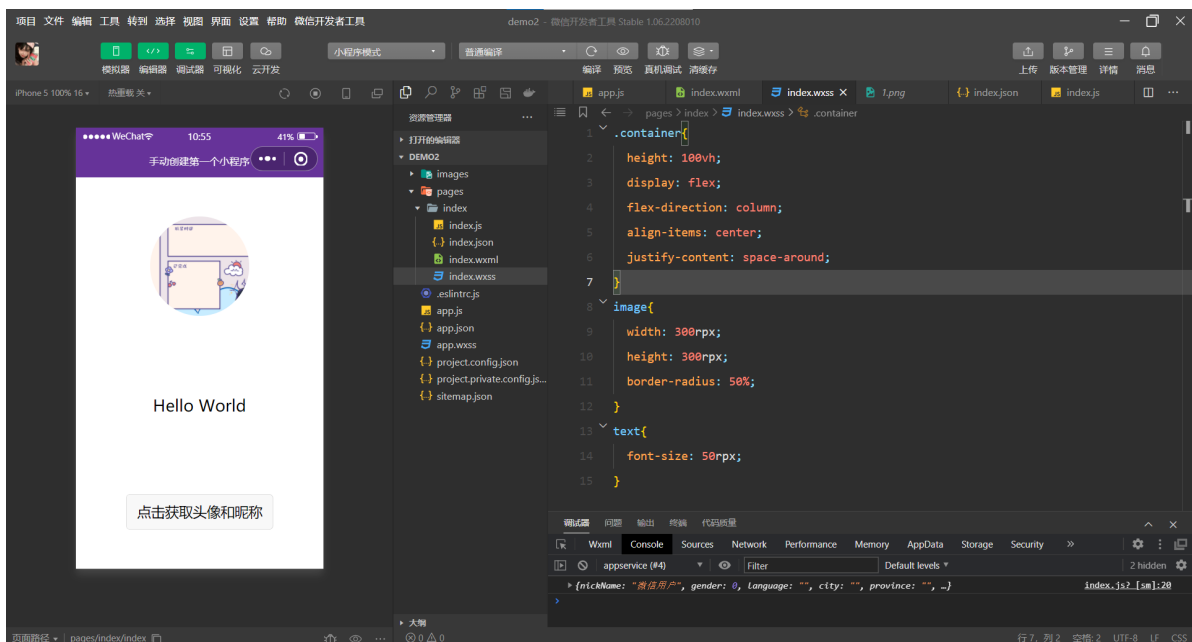 项目 文件 编辑 工具 转到 选择 视图 界面 设置 帮助 微信开发者工具
demo2 - 微信开发者工具 Stable 1.06.2208010
模拟器 编辑器 调试器 可视化 云开发
小程序模式
普通编译
编译 预览 真机调试 清缓存
上传 版本管理 详情 消息
iPhone 5 100% 16
热重载 关
WeChat 10:55 41%
手动创建第一个小程序
Hello World
点击获取头像和昵称
资源管理器
打开的编辑器
DEMO2
images
pages
index
index.js
index.json
index.wxml
index.wxss
.eslintrc.js
app.js
app.json
app.wxss
project.config.json
project.private.config.js...
sitemap.json
大纲
app.js index.wxml index.wxss 1.png index.json index.js
pages > index > index.wxss > .container
1 .container{
2 height: 100vh;
3 display: flex;
4 flex-direction: column;
5 align-items: center;
6 justify-content: space-around;
7 }
8 image{
9 width: 300rpx;
10 height: 300rpx;
11 border-radius: 50%;
12 }
13 text{
14 font-size: 50rpx;
15 }
调试器 问题 输出 终端 代码质量
Wxml Console Sources Network Performance Memory AppData Storage Security »
appservice (#4) Filter Default levels 2 hidden
{nickName: "微信用户", gender: 0, language: "", city: "", province: "", …} index.js? [sm]:20
页面路径 pages/index/index
0 0
行 7, 列 2 空格: 2 UTF-8 LF CSS